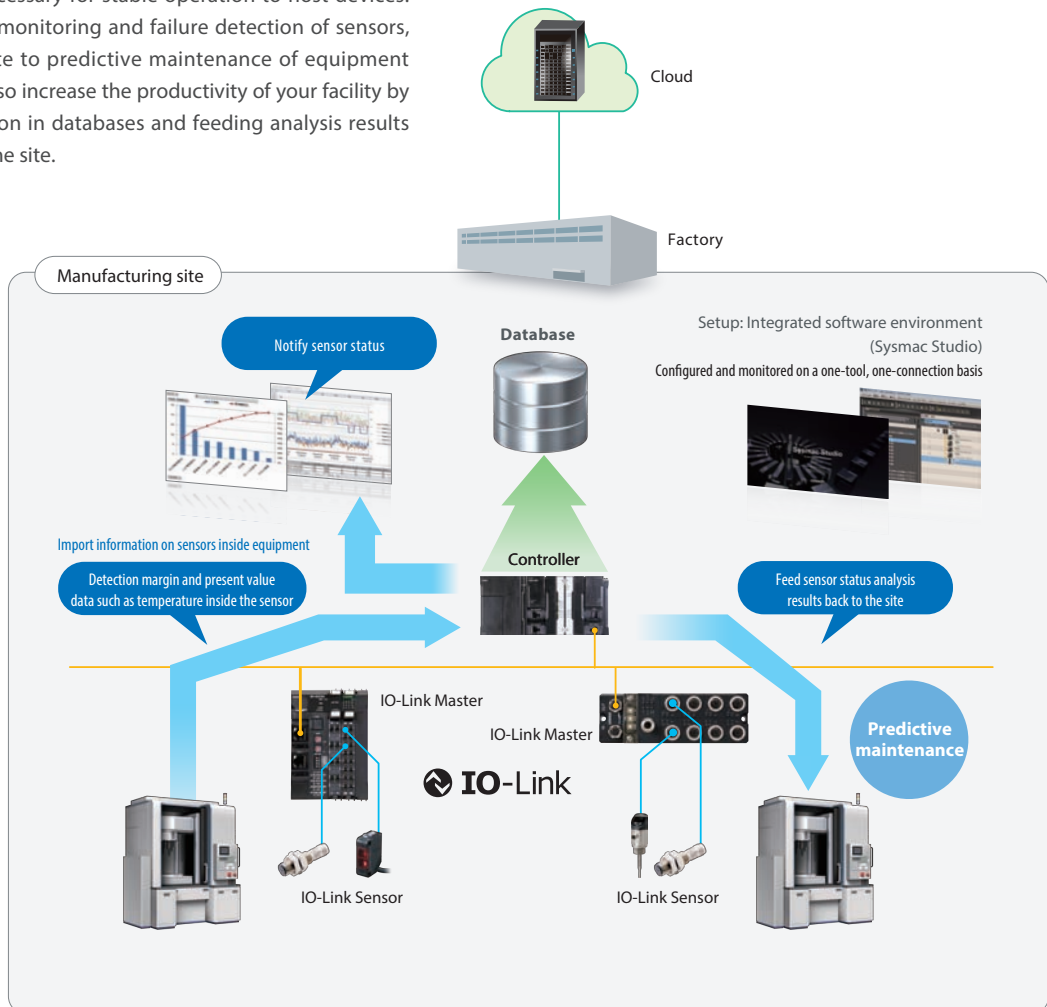 cessary for stable operation to host devices.
monitoring and failure detection of sensors,
te to predictive maintenance of equipment
so increase the productivity of your facility by
on in databases and feeding analysis results
ne site.
Cloud
Factory
Manufacturing site
Notify sensor status
Database
Setup: Integrated software environment
(Sysmac Studio)
Configured and monitored on a one-tool, one-connection basis
Sysmac Studio
Import information on sensors inside equipment
Detection margin and present value
data such as temperature inside the sensor
Controller
Feed sensor status analysis
results back to the site
IO-Link Master
IO-Link Master
Predictive
maintenance
IO-Link
IO-Link Sensor
IO-Link Sensor